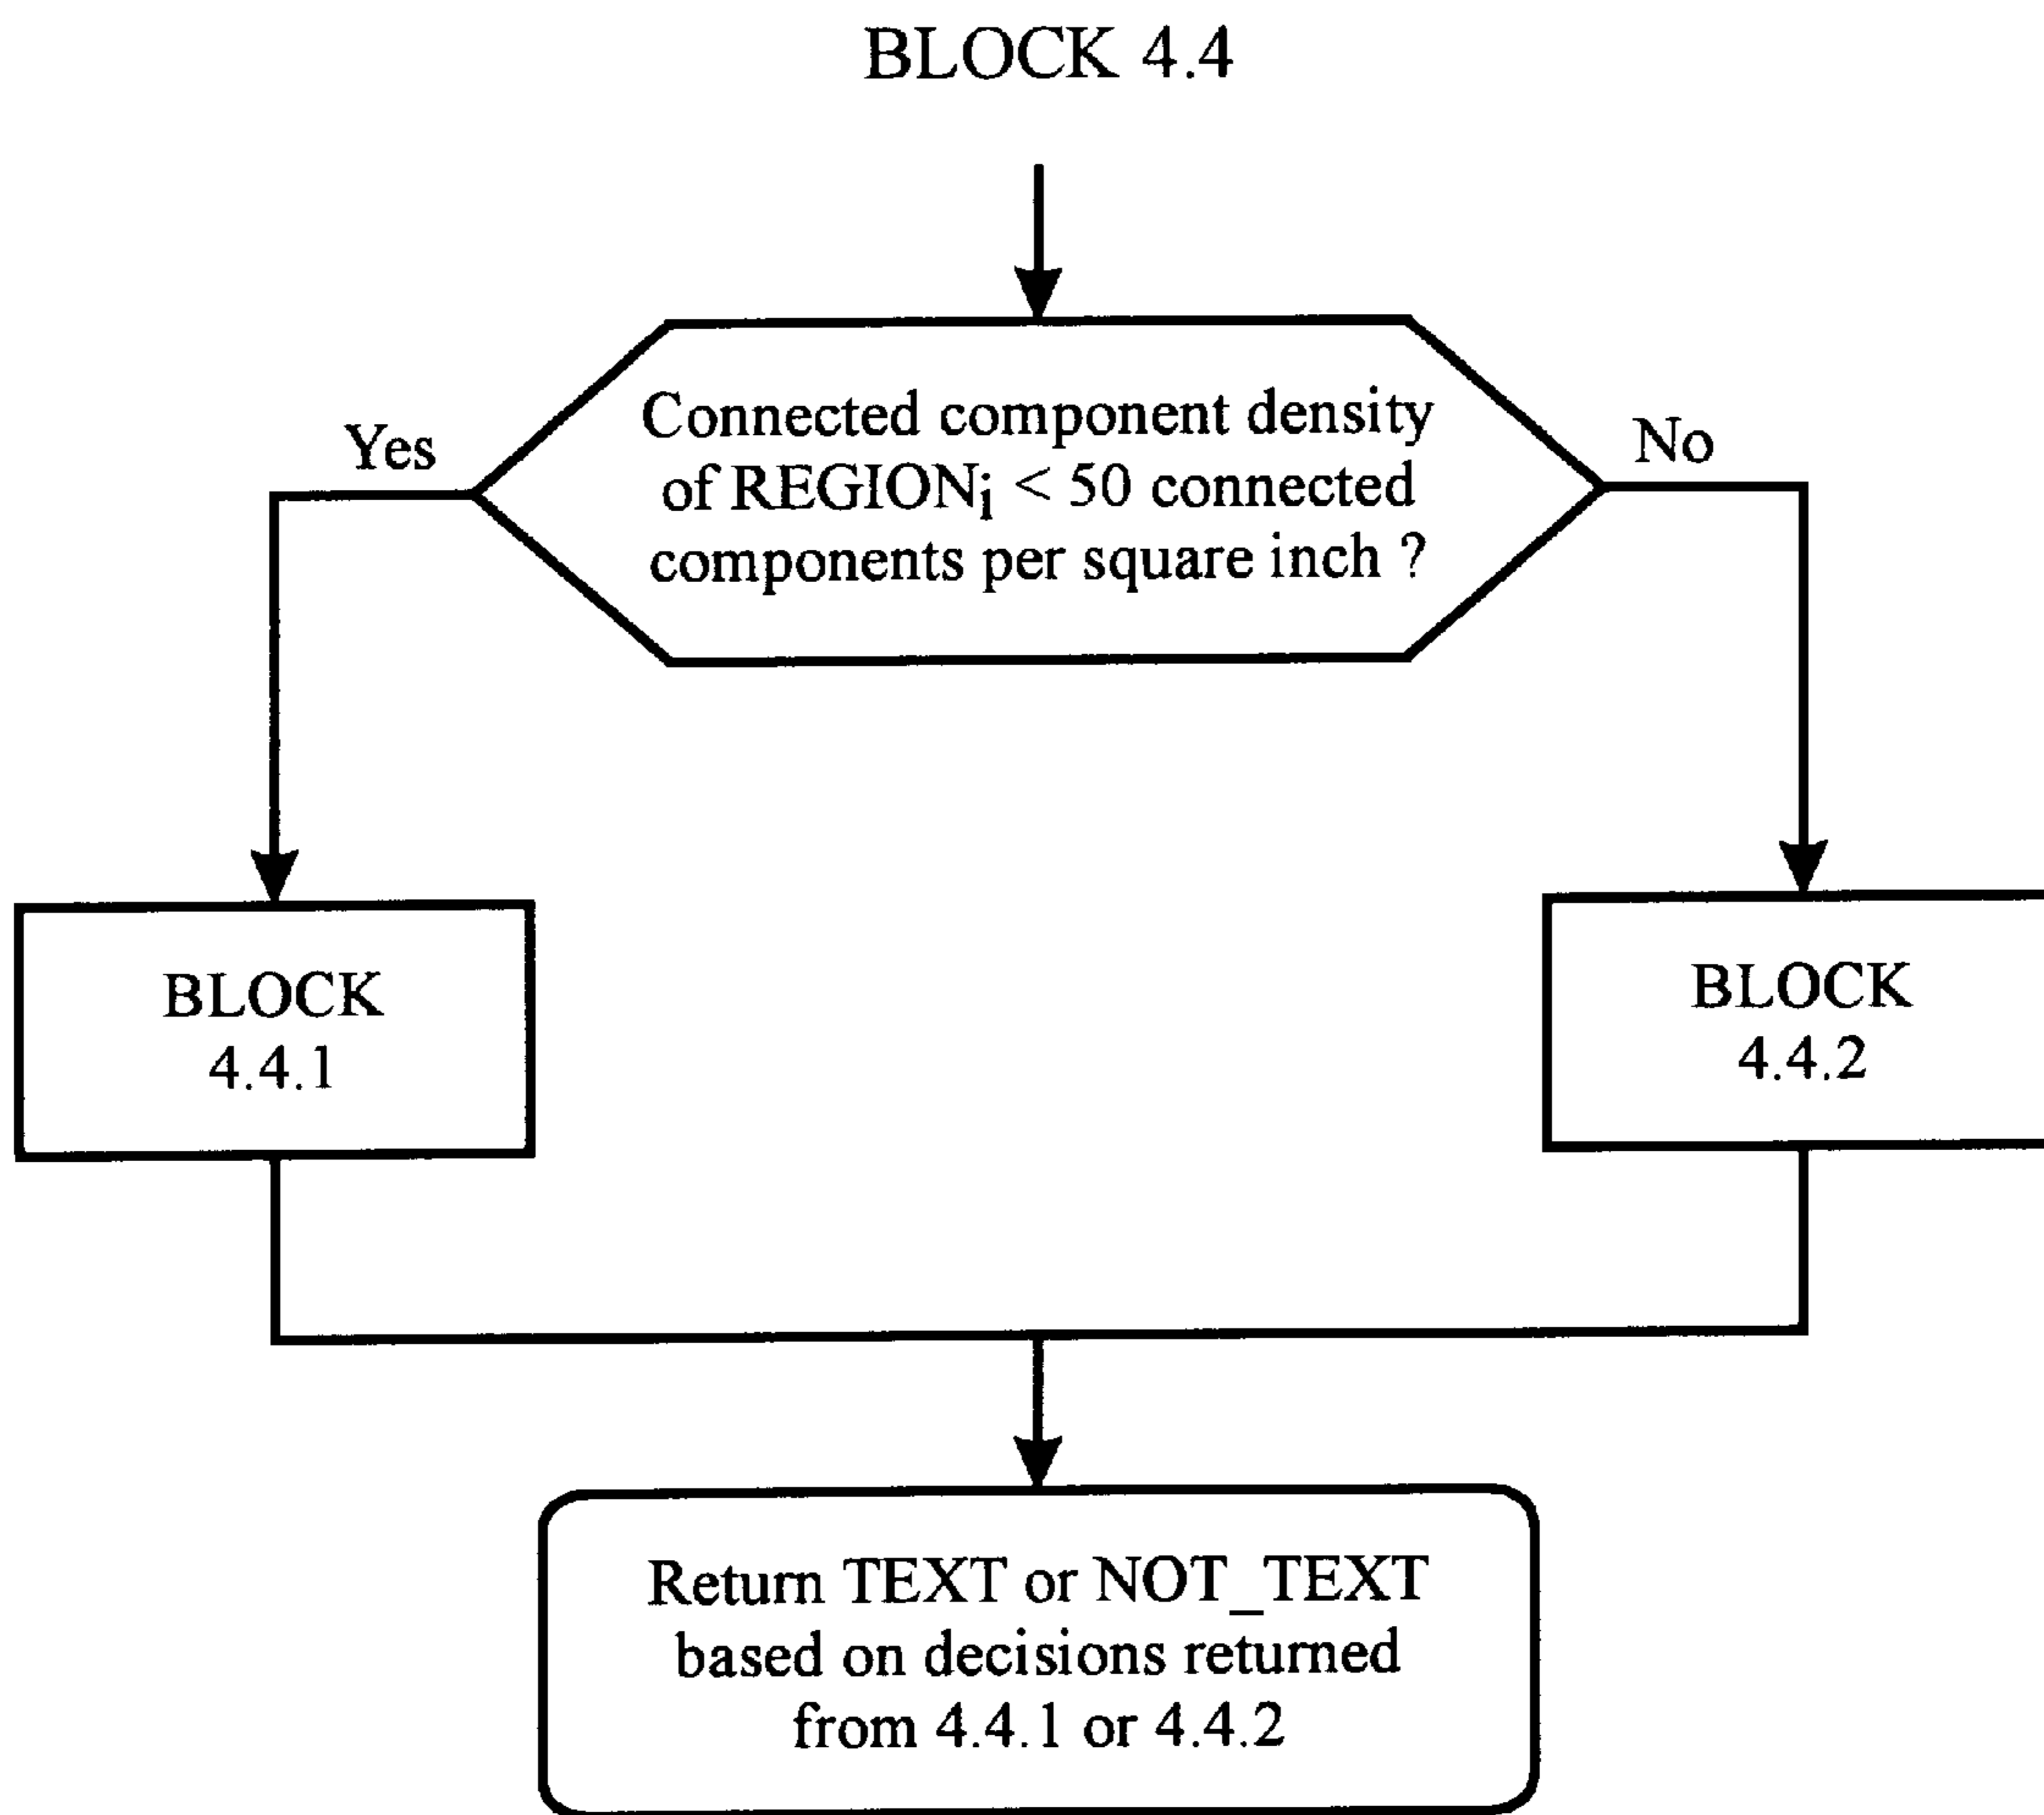 BLOCK 4.4
Connected component density
of REGIONi < 50 connected
components per square inch ?
Yes
No
BLOCK
4.4.1
BLOCK
4.4.2
Return TEXT or NOT_TEXT
based on decisions returned
from 4.4.1 or 4.4.2